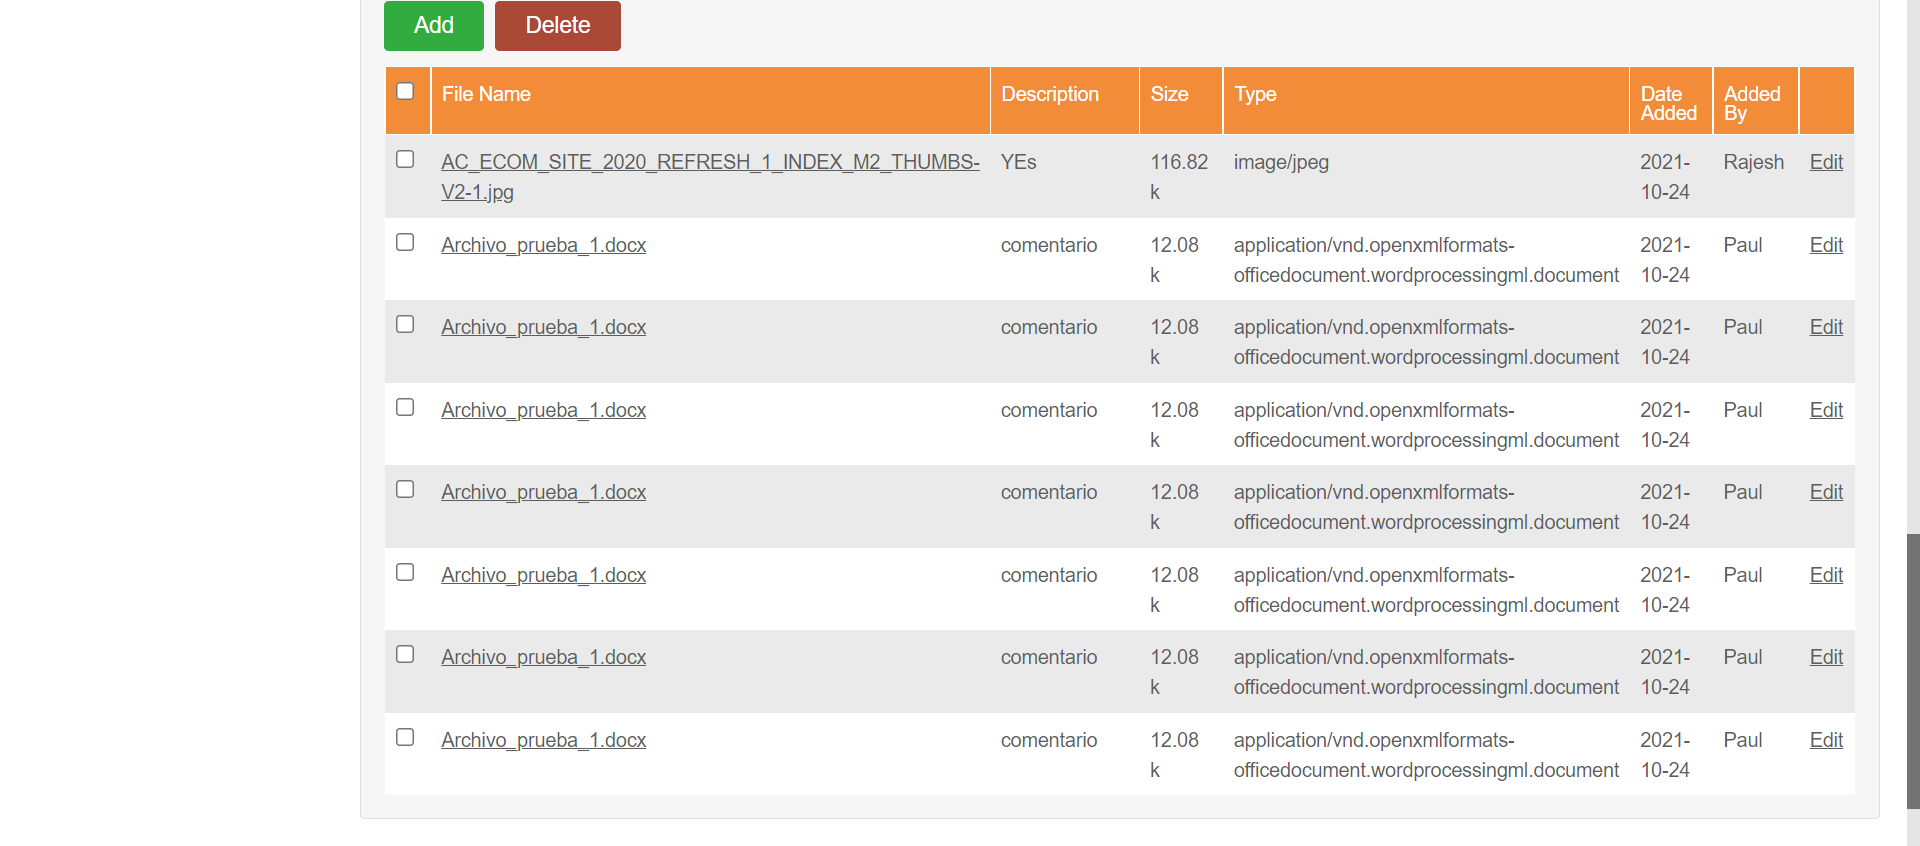 Add Delete
File Name Description Size Type Date Added Added By
AC_ECOM_SITE_2020_REFRESH_1_INDEX_M2_THUMBS- YEs 116.82 image/jpeg 2021- Rajesh Edit
V2-1.jpg k 10-24
Archivo_prueba_1.docx comentario 12.08 application/vnd.openxmlformats- 2021- Paul Edit
k officedocument.wordprocessingml.document 10-24
Archivo_prueba_1.docx comentario 12.08 application/vnd.openxmlformats- 2021- Paul Edit
k officedocument.wordprocessingml.document 10-24
Archivo_prueba_1.docx comentario 12.08 application/vnd.openxmlformats- 2021- Paul Edit
k officedocument.wordprocessingml.document 10-24
Archivo_prueba_1.docx comentario 12.08 application/vnd.openxmlformats- 2021- Paul Edit
k officedocument.wordprocessingml.document 10-24
Archivo_prueba_1.docx comentario 12.08 application/vnd.openxmlformats- 2021- Paul Edit
k officedocument.wordprocessingml.document 10-24
Archivo_prueba_1.docx comentario 12.08 application/vnd.openxmlformats- 2021- Paul Edit
k officedocument.wordprocessingml.document 10-24
Archivo_prueba_1.docx comentario 12.08 application/vnd.openxmlformats- 2021- Paul Edit
k officedocument.wordprocessingml.document 10-24